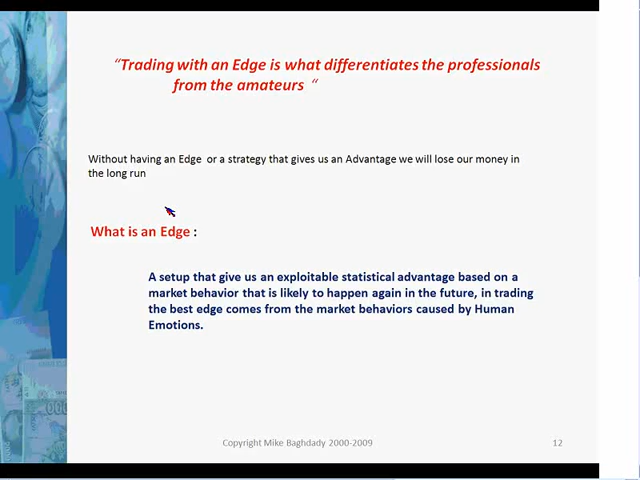 “Trading with an Edge is what differentiates the professionals
from the amateurs “
Without having an Edge or a strategy that gives us an Advantage we will lose our money in
the long run
What is an Edge :
A setup that give us an exploitable statistical advantage based on a
market behavior that is likely to happen again in the future, in trading
the best edge comes from the market behaviors caused by Human
Emotions.
Copyright Mike Baghdady 2000-2009
12